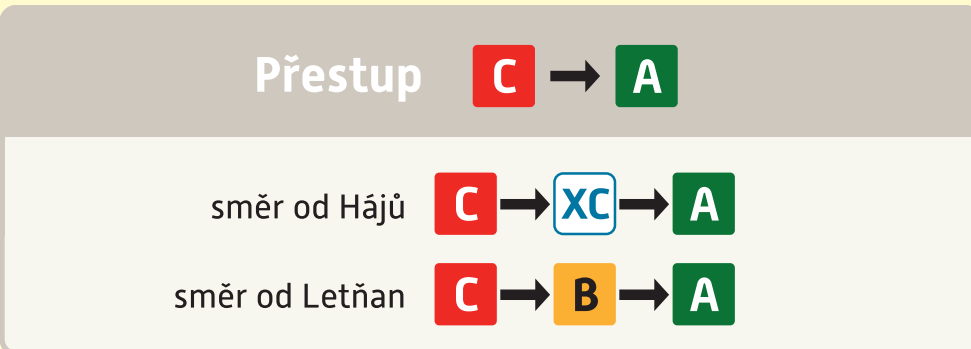 Přestup C → A
směr od Hájů C → XC → A
směr od Letňan C → B → A